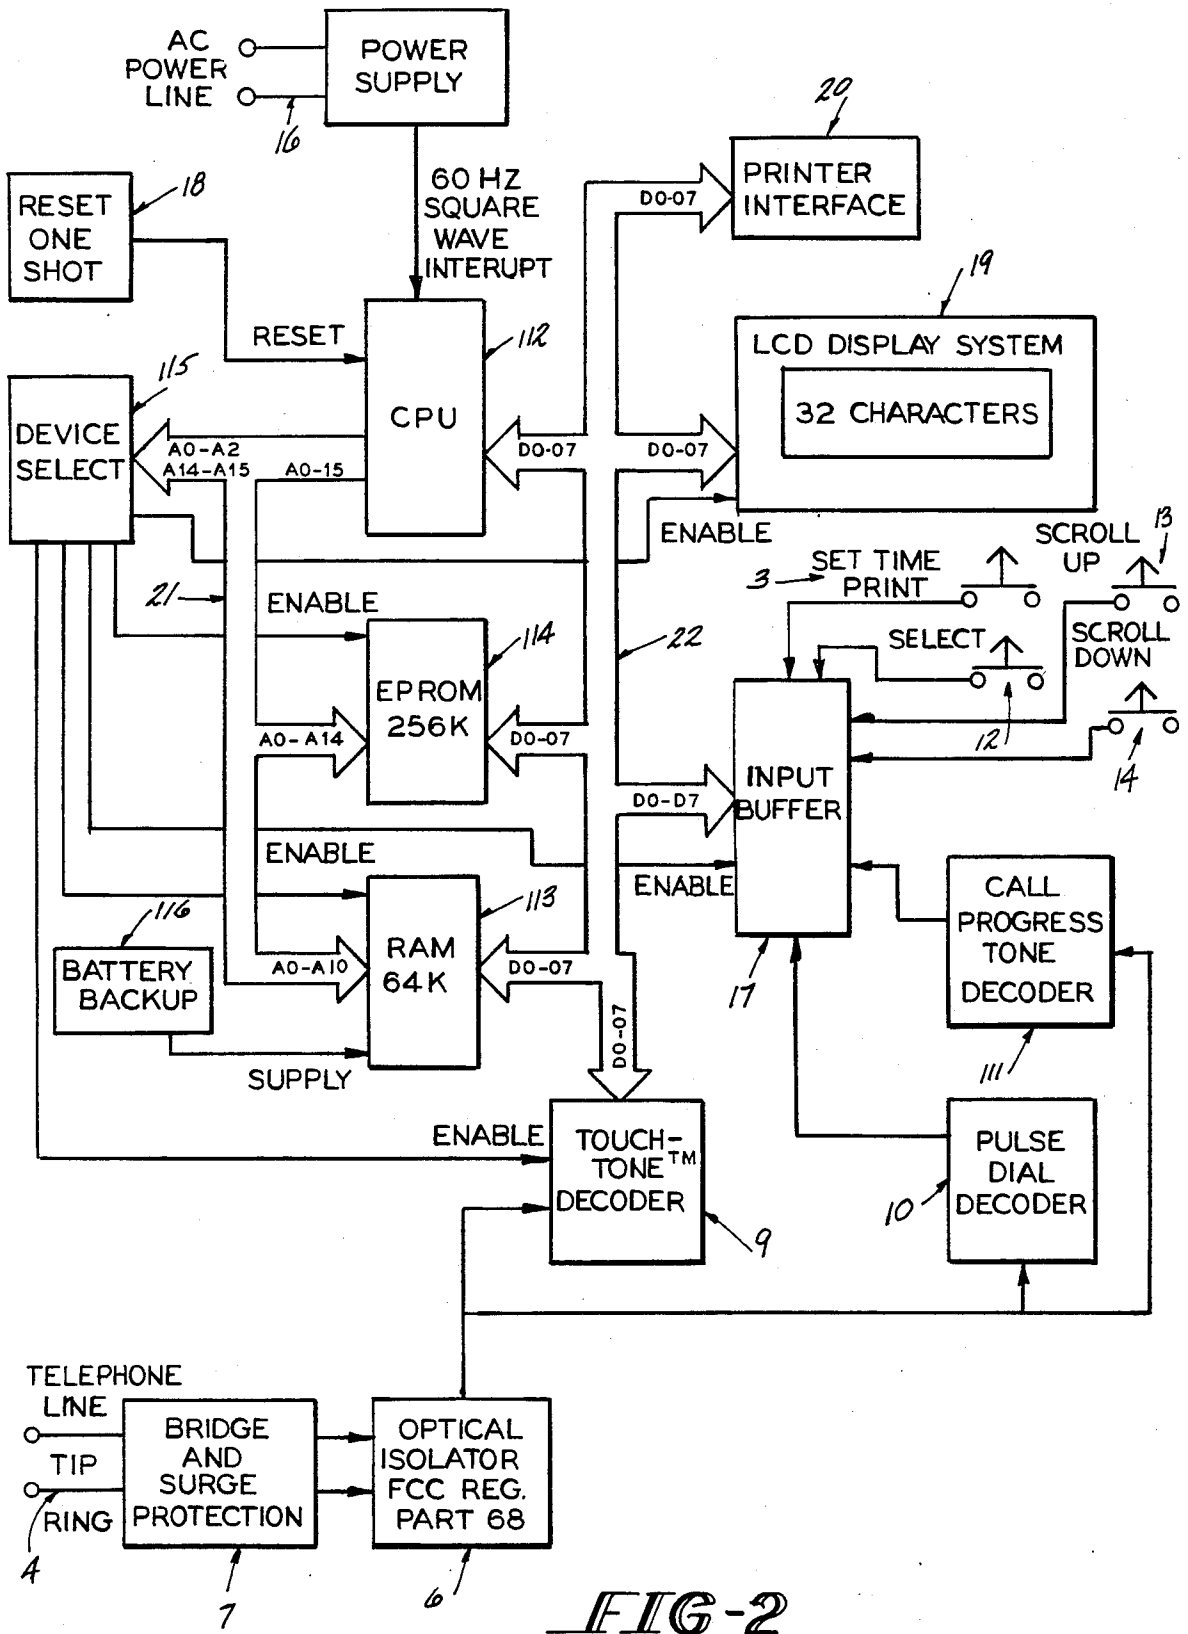 AC
POWER
LINE
16
POWER
SUPPLY
60 HZ
SQUARE
WAVE
INTERUPT
20
PRINTER
INTERFACE
D0-07
18
RESET
ONE
SHOT
RESET
112
CPU
19
LCD DISPLAY SYSTEM
32 CHARACTERS
115
DEVICE
SELECT
A0-A2
A14-A15
A0-15
D0-07
D0-07
ENABLE
21
ENABLE
114
EPROM
256K
A0-A14
D0-07
22
3
SET TIME
PRINT
SCROLL
UP
13
SELECT
12
SCROLL
DOWN
14
D0-D7
INPUT
BUFFER
ENABLE
17
ENABLE
116
BATTERY
BACKUP
SUPPLY
113
RAM
64K
A0-A10
D0-07
D0-07
CALL
PROGRESS
TONE
DECODER
111
ENABLE
TOUCH-
TONE™
DECODER
9
PULSE
DIAL
DECODER
10
TELEPHONE
LINE
TIP
RING
4
BRIDGE
AND
SURGE
PROTECTION
7
OPTICAL
ISOLATOR
FCC REG.
PART 68
6
FIG-2